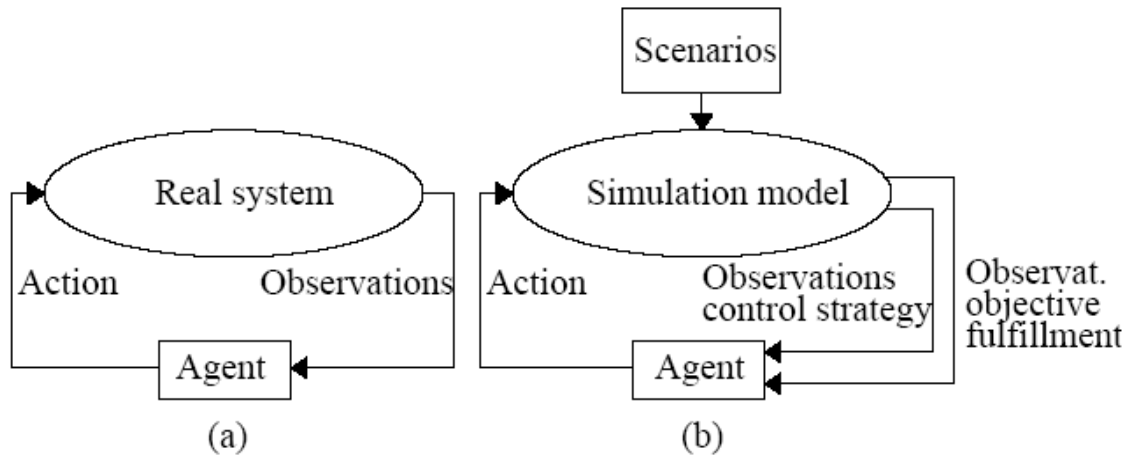 Scenarios
Real system
Action
Observations
Agent
(a)
Simulation model
Action
Observations
control strategy
Observat.
objective
fulfillment
Agent
(b)